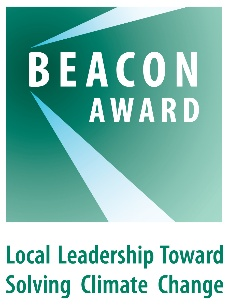 BEACON
AWARD
Local Leadership Toward
Solving Climate Change